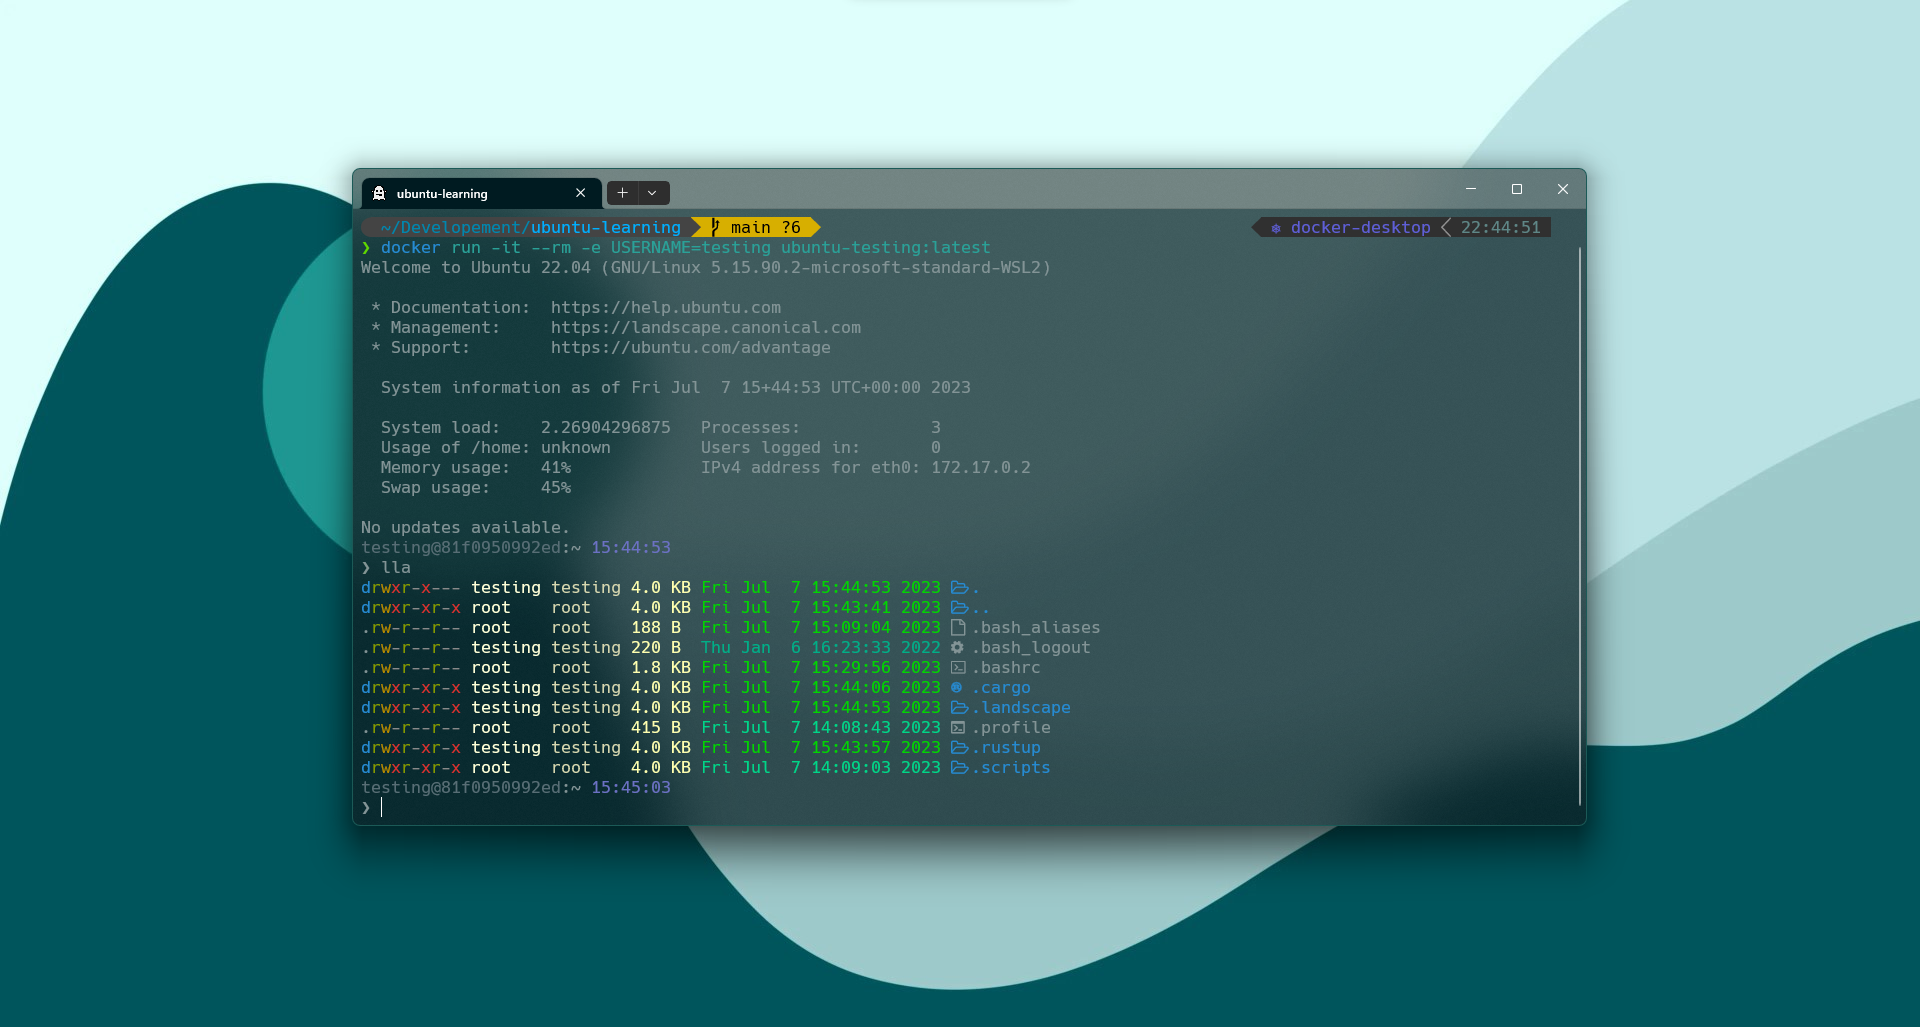 ubuntu-learning
~/Developement/ubuntu-learning main ?6 docker-desktop 22:44:51
❯ docker run -it --rm -e USERNAME=testing ubuntu-testing:latest
Welcome to Ubuntu 22.04 (GNU/Linux 5.15.90.2-microsoft-standard-WSL2)
* Documentation: https://help.ubuntu.com
* Management: https://landscape.canonical.com
* Support: https://ubuntu.com/advantage
System information as of Fri Jul 7 15+44:53 UTC+00:00 2023
System load: 2.26904296875 Processes: 3
Usage of /home: unknown Users logged in: 0
Memory usage: 41% IPv4 address for eth0: 172.17.0.2
Swap usage: 45%
No updates available.
testing@81f0950992ed:~ 15:44:53
❯ lla
drwxr-x--- testing testing 4.0 KB Fri Jul 7 15:44:53 2023 .
drwxr-xr-x root root 4.0 KB Fri Jul 7 15:43:41 2023 ..
.rw-r--r-- root root 188 B Fri Jul 7 15:09:04 2023 .bash_aliases
.rw-r--r-- testing testing 220 B Thu Jan 6 16:23:33 2022 .bash_logout
.rw-r--r-- root root 1.8 KB Fri Jul 7 15:29:56 2023 .bashrc
drwxr-xr-x testing testing 4.0 KB Fri Jul 7 15:44:06 2023 .cargo
drwxr-xr-x testing testing 4.0 KB Fri Jul 7 15:44:53 2023 .landscape
.rw-r--r-- root root 415 B Fri Jul 7 14:08:43 2023 .profile
drwxr-xr-x testing testing 4.0 KB Fri Jul 7 15:43:57 2023 .rustup
drwxr-xr-x root root 4.0 KB Fri Jul 7 14:09:03 2023 .scripts
testing@81f0950992ed:~ 15:45:03
❯